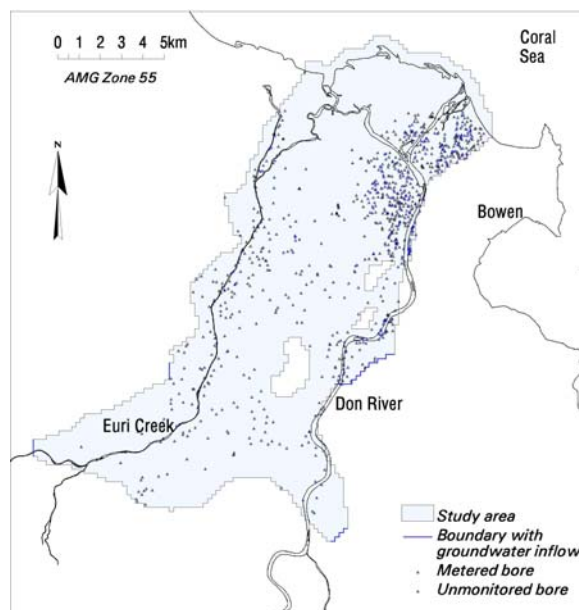 Coral
Sea
0 1 2 3 4 5km
AMG Zone 55
N
Bowen
Don River
Euri Creek
Study area
Boundary with
groundwater inflow
Metered bore
Unmonitored bore